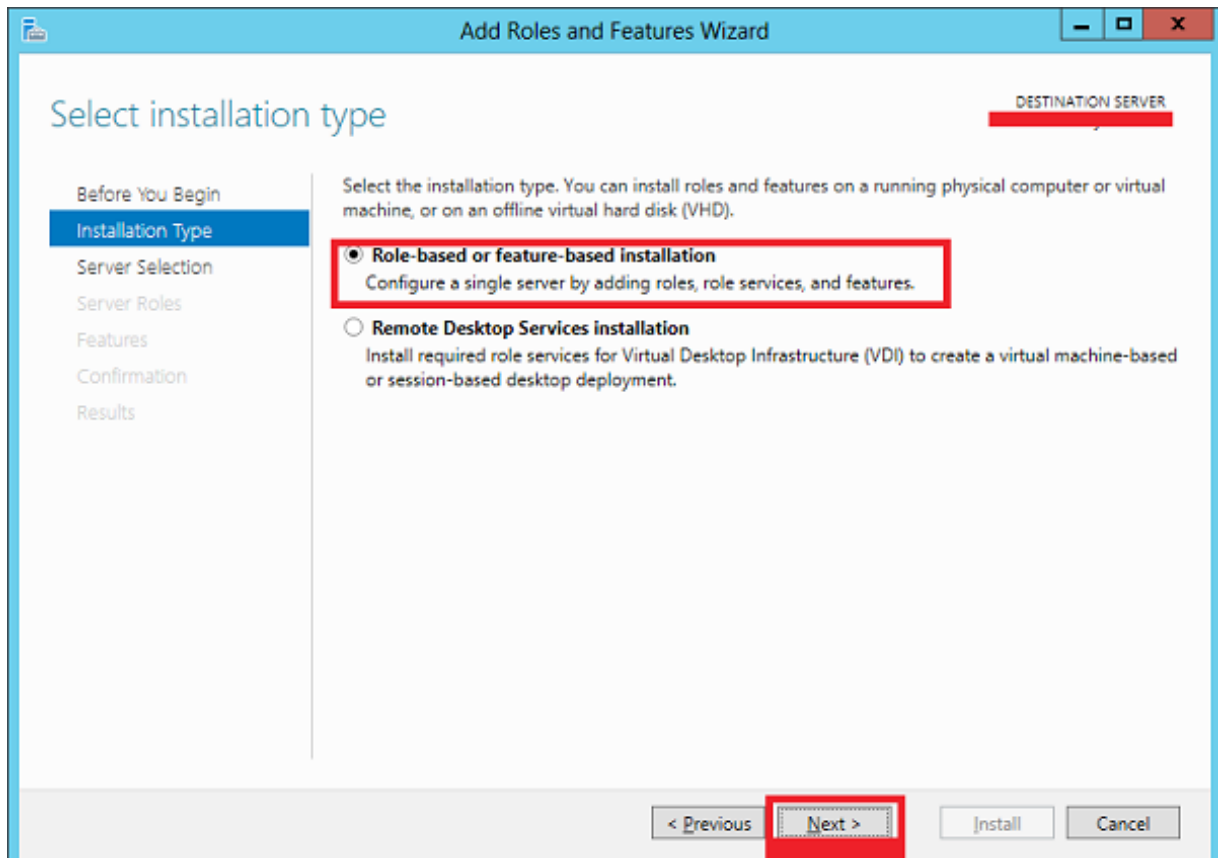 Add Roles and Features Wizard
Select installation type
DESTINATION SERVER
Before You Begin
Installation Type
Server Selection
Server Roles
Features
Confirmation
Results
Select the installation type. You can install roles and features on a running physical computer or virtual
machine, or on an offline virtual hard disk (VHD).
Role-based or feature-based installation
Configure a single server by adding roles, role services, and features.
Remote Desktop Services installation
Install required role services for Virtual Desktop Infrastructure (VDI) to create a virtual machine-based
or session-based desktop deployment.
< Previous
Next >
Install
Cancel